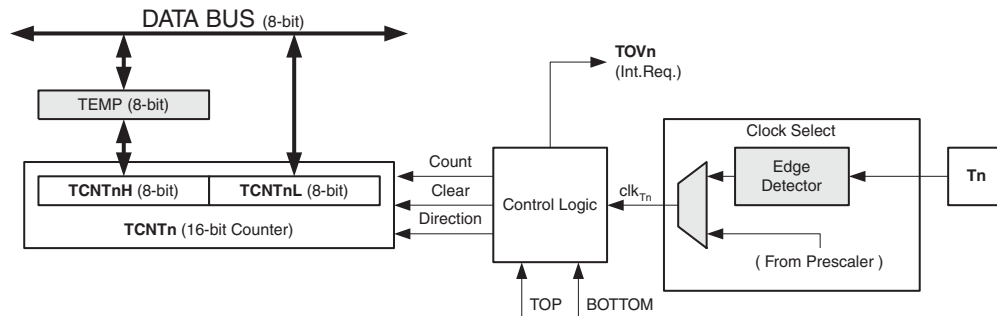 DATA BUS (8-bit)
TOVn
(Int.Req.)
TEMP (8-bit)
Clock Select
Count
Edge
Detector
Tn
TCNTnH (8-bit)
TCNTnL (8-bit)
Clear
Control Logic
clkTn
TCNTn (16-bit Counter)
Direction
( From Prescaler )
TOP
BOTTOM